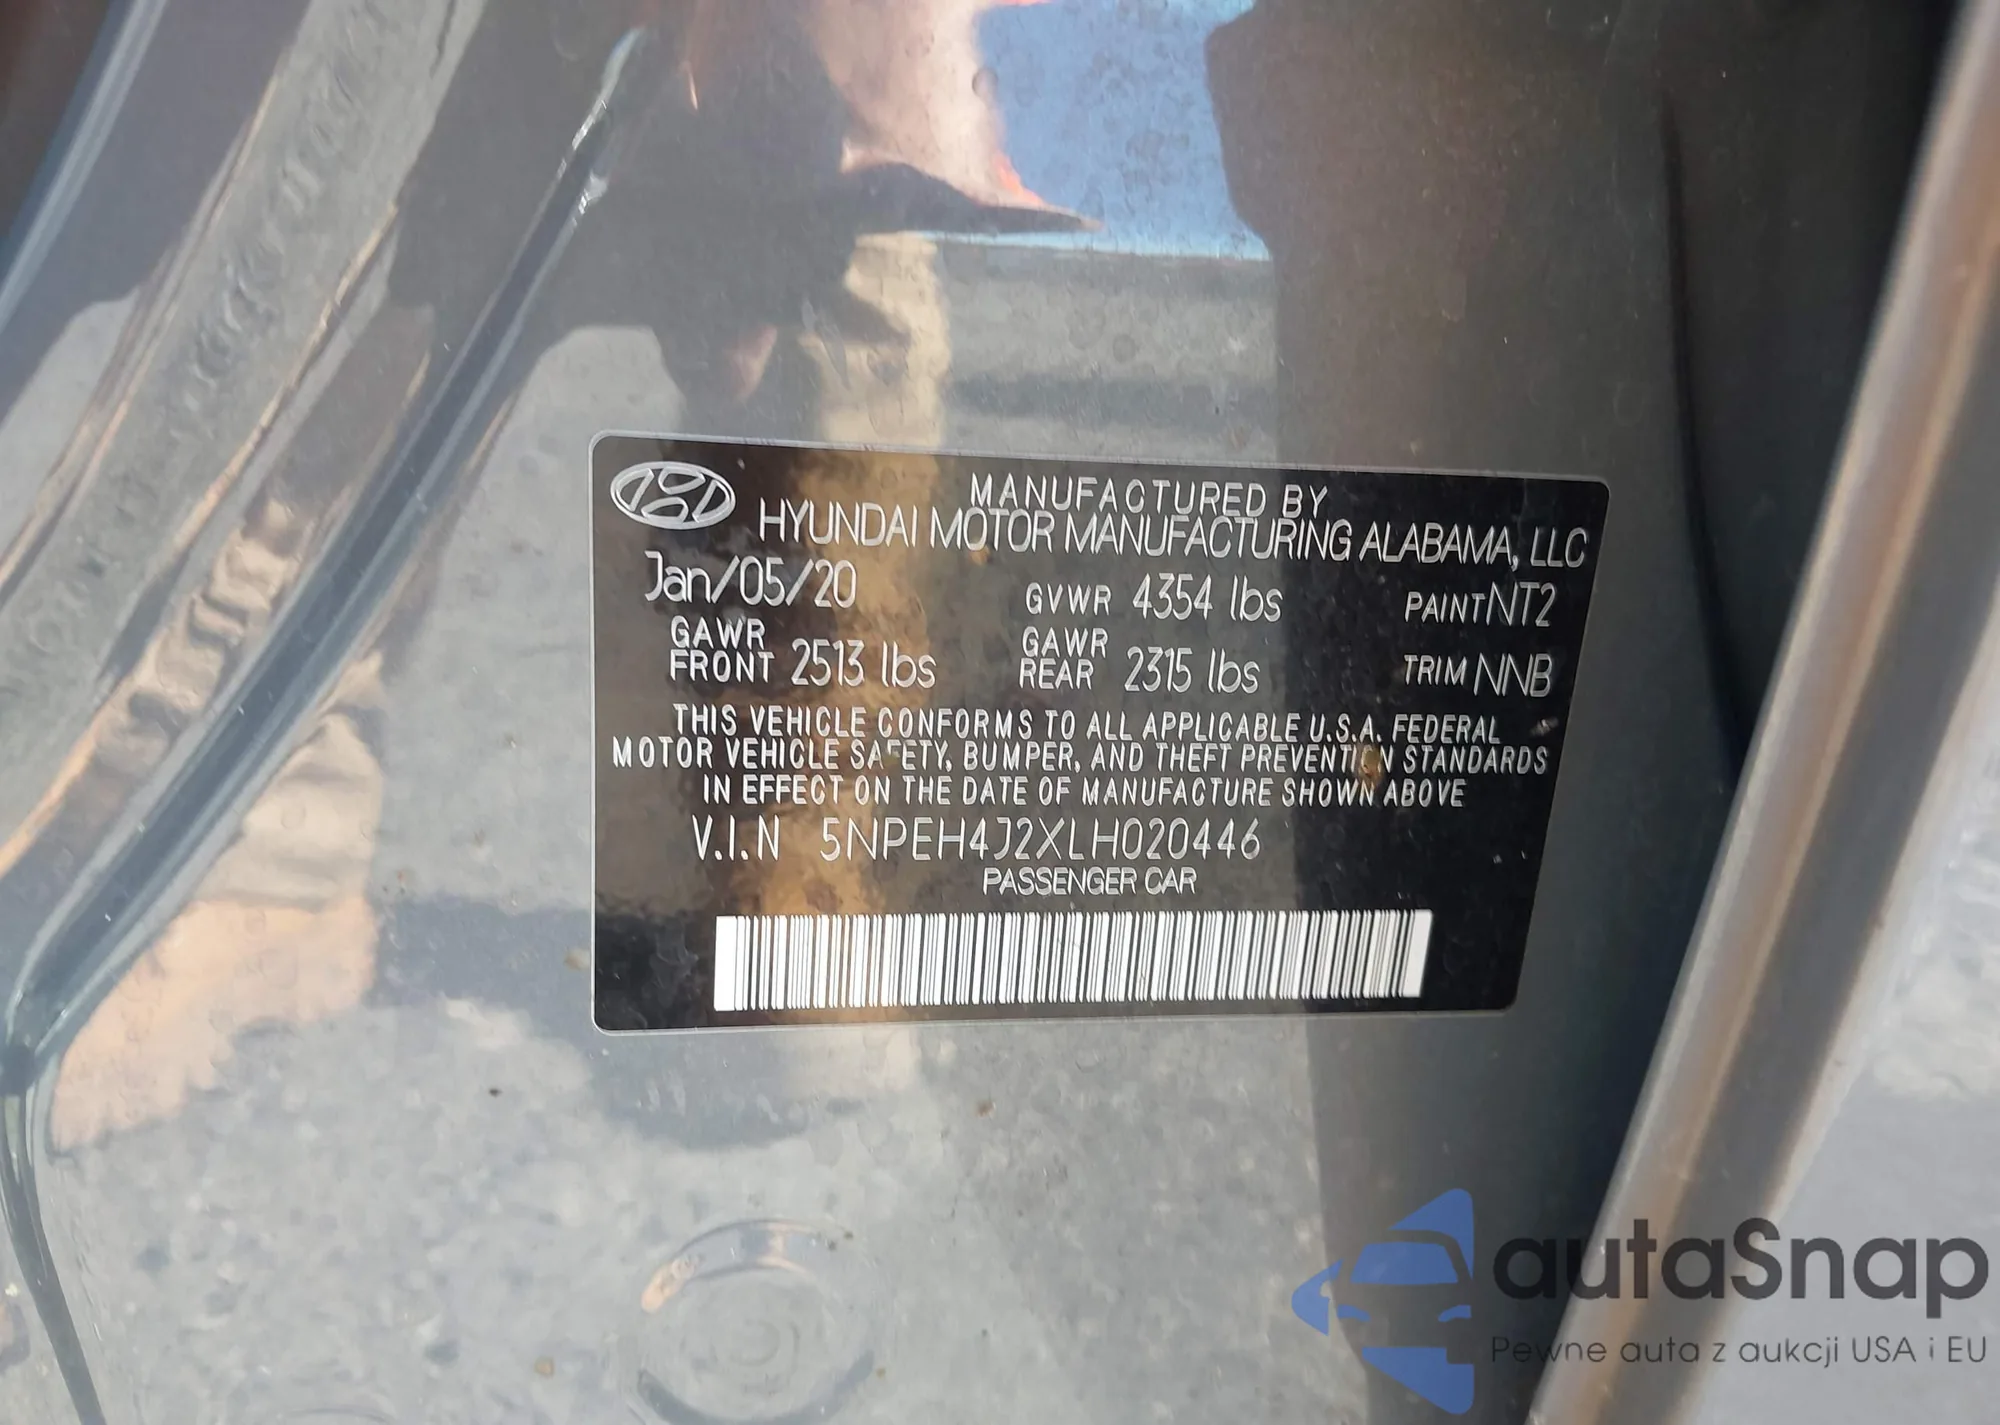 MANUFACTURED BY
HYUNDAI MOTOR MANUFACTURING ALABAMA, LLC
Jan/05/20 GVWR 4354 lbs PAINT NT2
GAWR FRONT 2513 lbs GAWR REAR 2315 lbs TRIM NNB
THIS VEHICLE CONFORMS TO ALL APPLICABLE U.S.A. FEDERAL
MOTOR VEHICLE SAFETY, BUMPER, AND THEFT PREVENTION STANDARDS
IN EFFECT ON THE DATE OF MANUFACTURE SHOWN ABOVE
V.I.N 5NPEH4J2XLH020446
PASSENGER CAR
autaSnap
Pewne auta z aukcji USA i EU